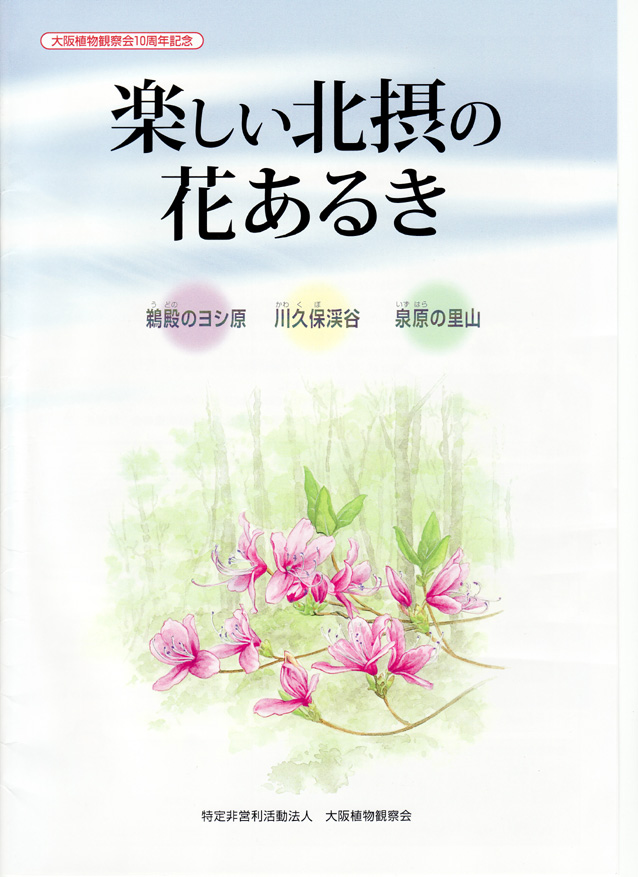 大阪植物観察会10周年記念
楽しい北摂の
花あるき
うどの かわくぼ いずはら
鵜殿のヨシ原 川久保渓谷 泉原の里山
特定非営利活動法人 大阪植物観察会